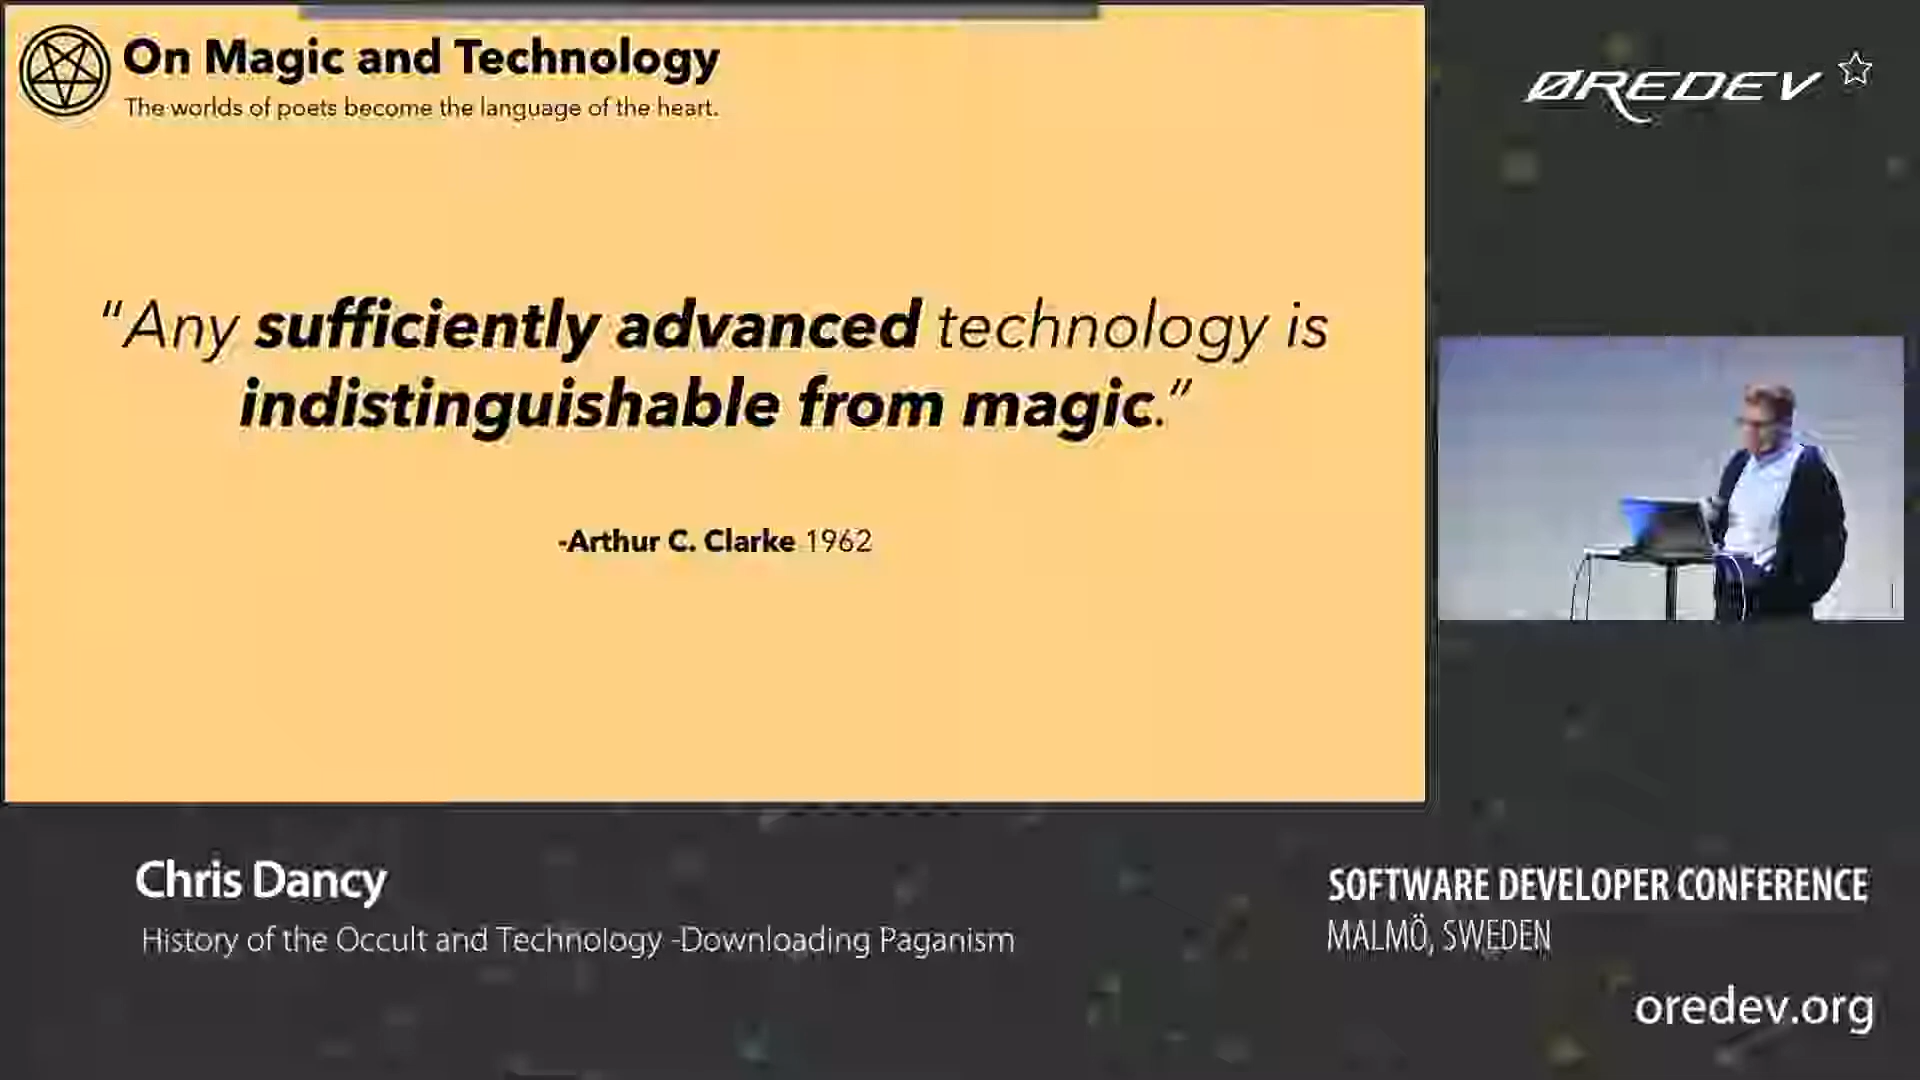 On Magic and Technology
The worlds of poets become the language of the heart.
“Any sufficiently advanced technology is
indistinguishable from magic.”
-Arthur C. Clarke 1962
ØREDEV
Chris Dancy
History of the Occult and Technology -Downloading Paganism
SOFTWARE DEVELOPER CONFERENCE
MALMÖ, SWEDEN
oredev.org